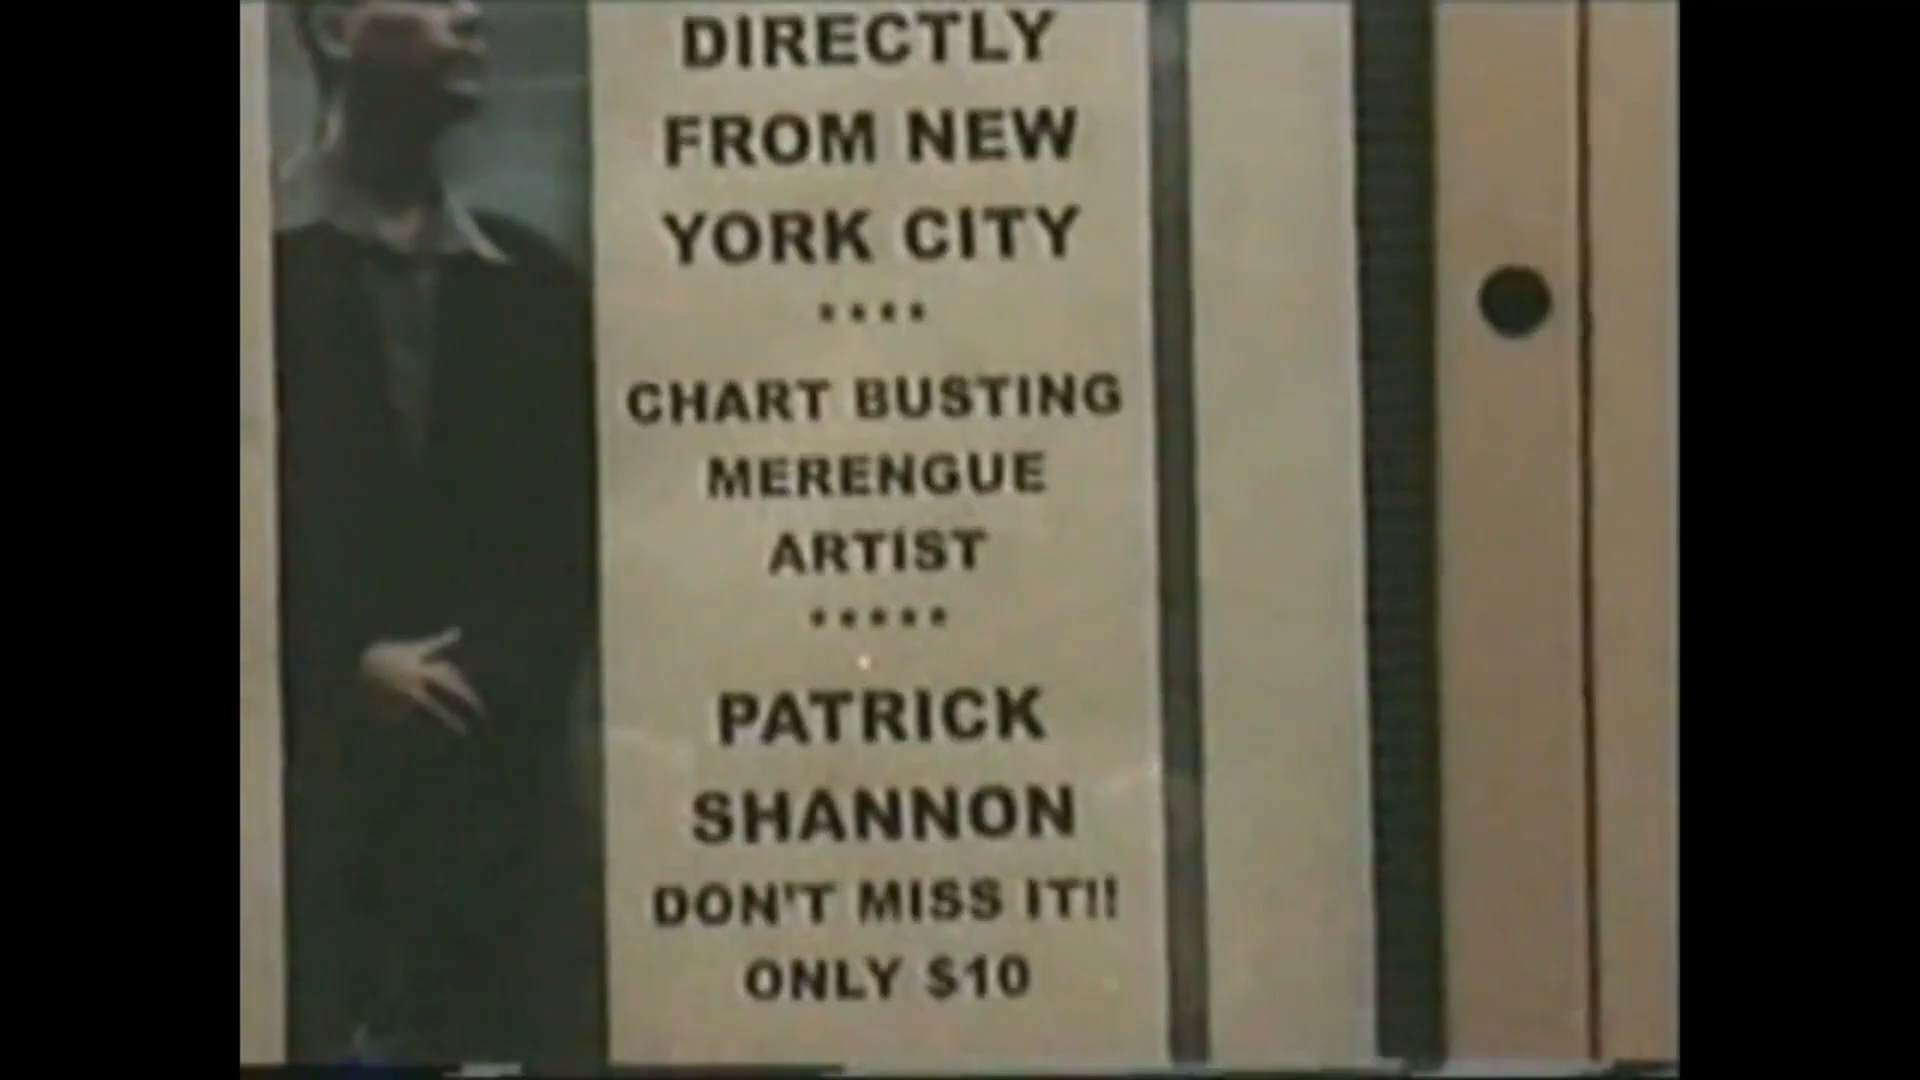 DIRECTLY
FROM NEW
YORK CITY
****
CHART BUSTING
MERENGUE
ARTIST
*****
PATRICK
SHANNON
DON'T MISS IT!!
ONLY $10